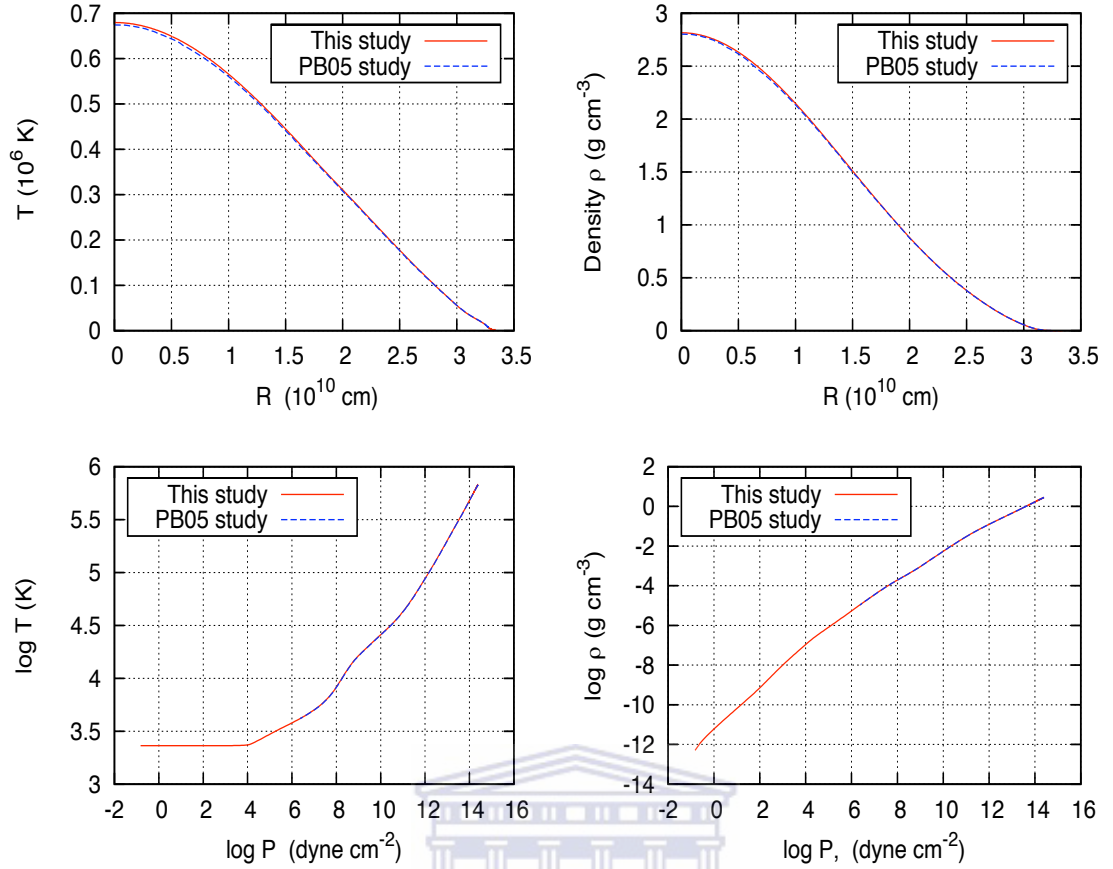 0.7
0.6
0.5
0.4
0.3
0.2
0.1
0
T (10^6 K)
This study
PB05 study
0 0.5 1 1.5 2 2.5 3 3.5
R (10^10 cm)
3
2.5
2
1.5
1
0.5
0
Density ρ (g cm^-3)
This study
PB05 study
0 0.5 1 1.5 2 2.5 3 3.5
R (10^10 cm)
6
5.5
5
4.5
4
3.5
3
log T (K)
This study
PB05 study
-2 0 2 4 6 8 10 12 14 16
log P (dyne cm^-2)
2
0
-2
-4
-6
-8
-10
-12
-14
log ρ (g cm^-3)
This study
PB05 study
-2 0 2 4 6 8 10 12 14 16
log P, (dyne cm^-2)